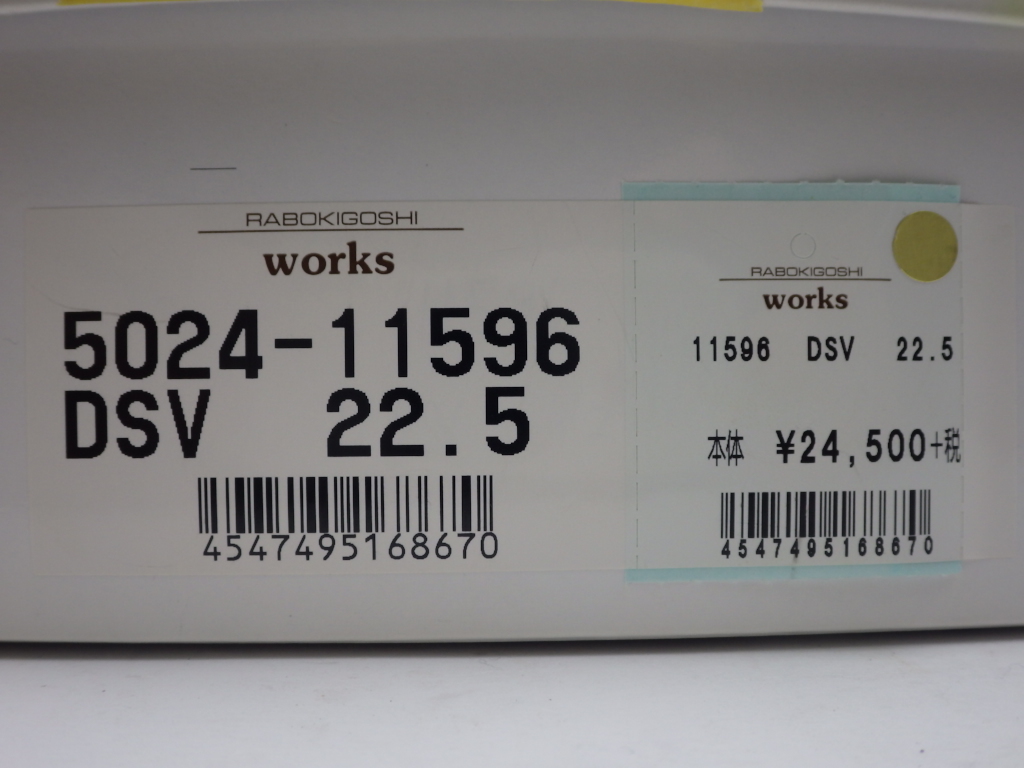 RABOKIGOSHI
works
5024-11596
DSV 22.5
4547495168670
RABOKIGOSHI
works
11596 DSV 22.5
本体 ¥24,500+税
4547495168670